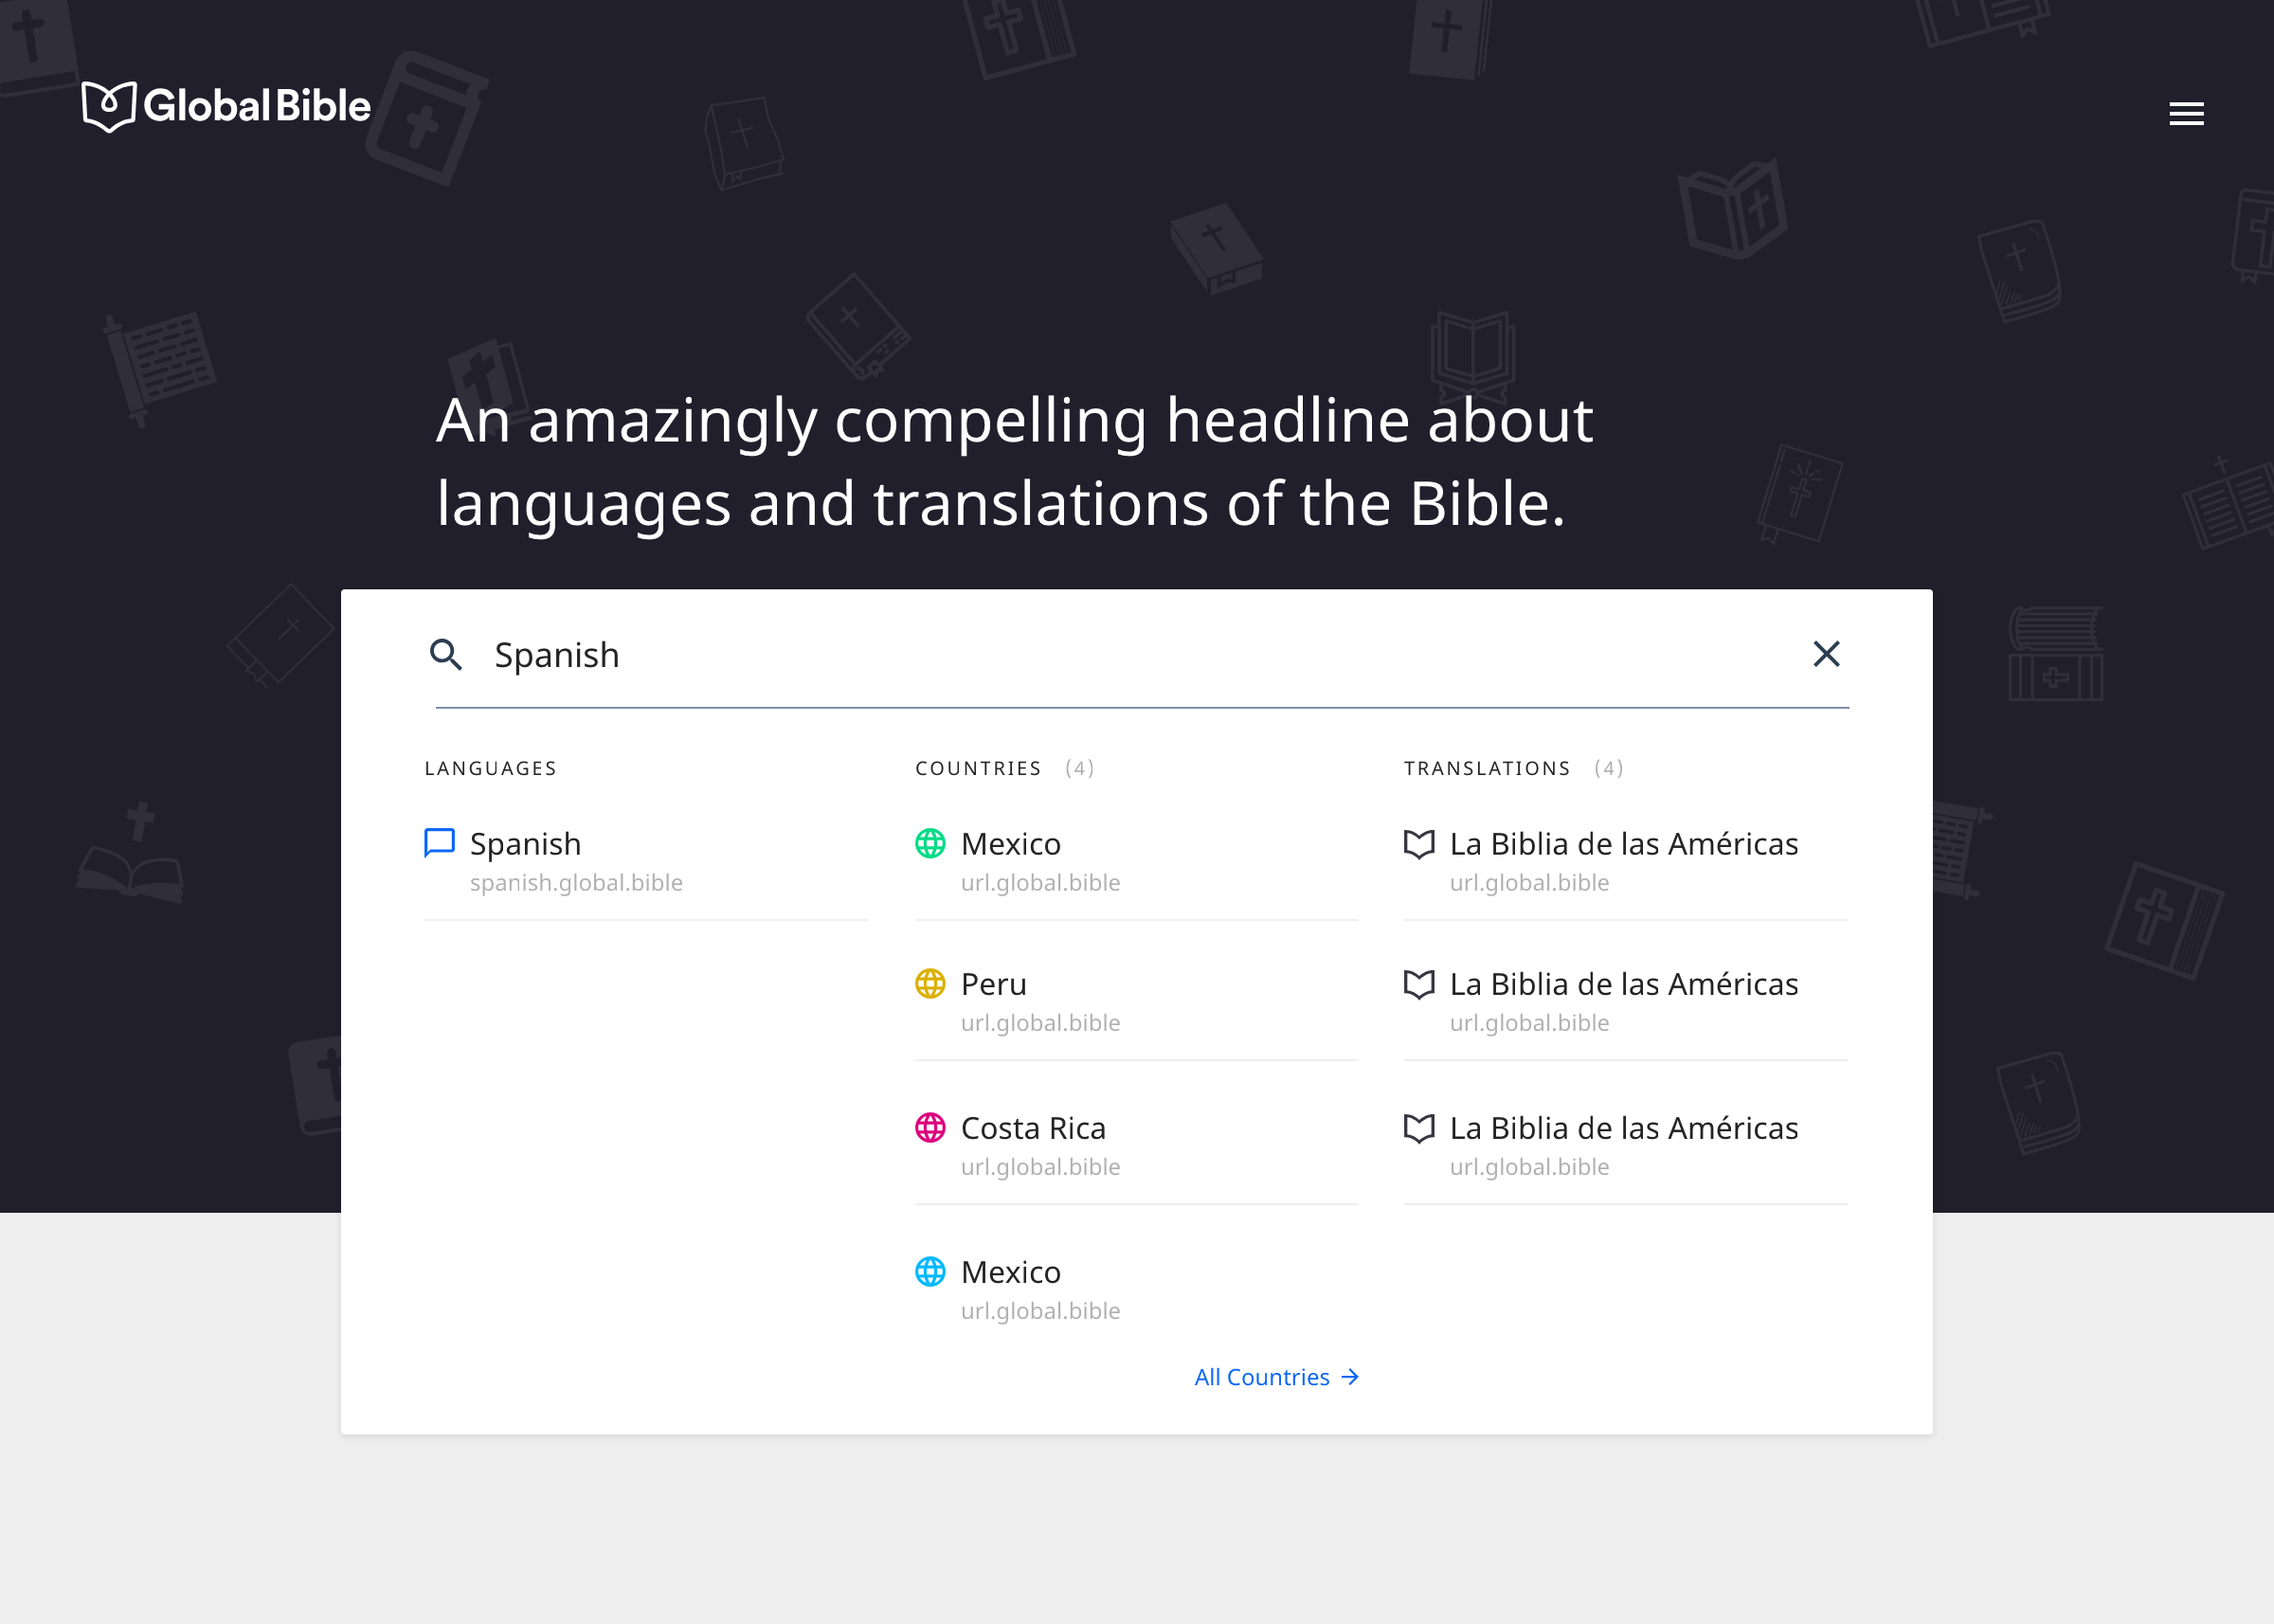 Global Bible
An amazingly compelling headline about
languages and translations of the Bible.
Spanish
LANGUAGES
Spanish
spanish.global.bible
COUNTRIES (4)
Mexico
url.global.bible
Peru
url.global.bible
Costa Rica
url.global.bible
Mexico
url.global.bible
All Countries →
TRANSLATIONS (4)
La Biblia de las Américas
url.global.bible
La Biblia de las Américas
url.global.bible
La Biblia de las Américas
url.global.bible